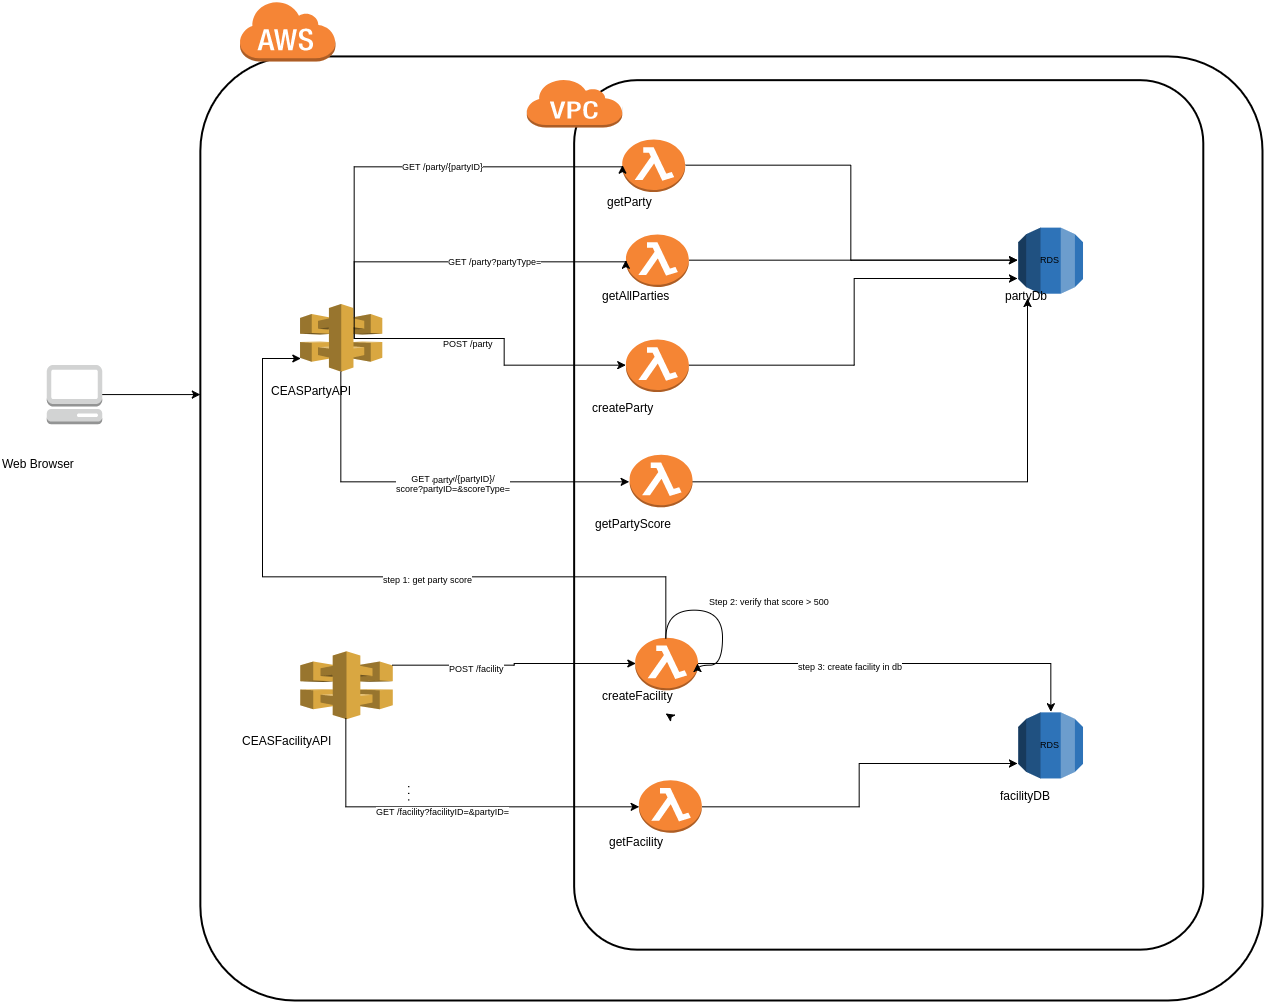 AWS
VPC
GET /party/{partyID}
getParty
GET /party?partyType=
getAllParties
RDS
partyDb
POST /party
CEASPartyAPI
createParty
Web Browser
GET /party/{partyID}/
score?partyID=&scoreType=
getPartyScore
step 1: get party score
Step 2: verify that score > 500
POST /facility
step 3: create facility in db
createFacility
CEASFacilityAPI
RDS
facilityDB
GET /facility?facilityID=&partyID=
getFacility